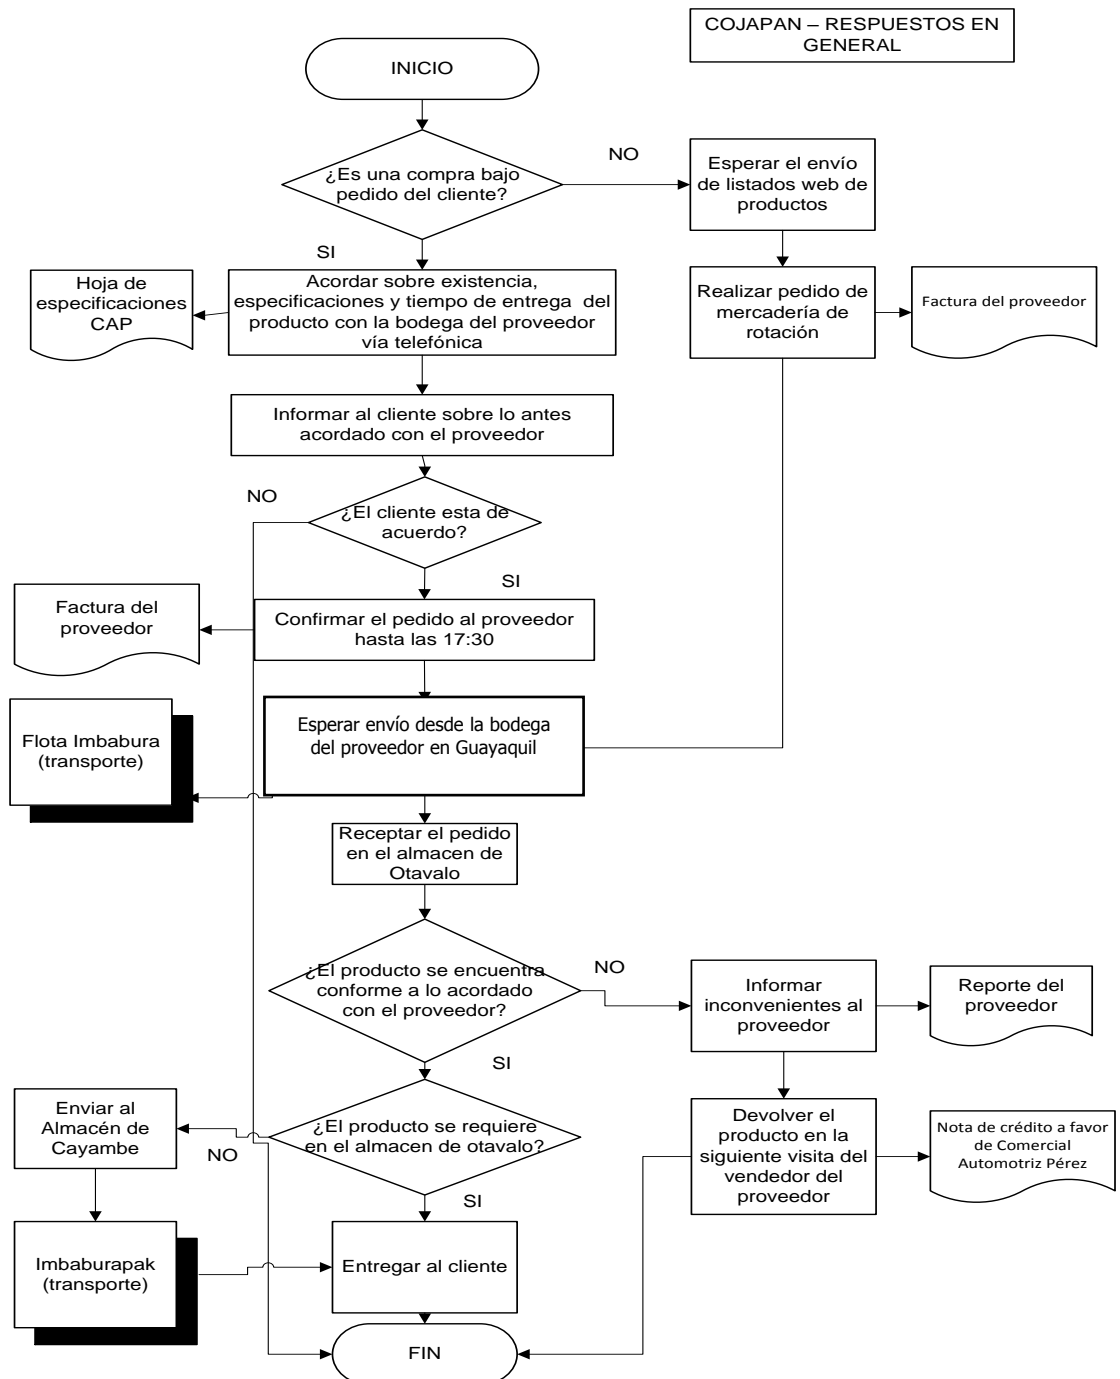 COJAPAN – RESPUESTOS EN
GENERAL
INICIO
¿Es una compra bajo
pedido del cliente?
NO
Esperar el envío
de listados web de
productos
SI
Hoja de
especificaciones
CAP
Acordar sobre existencia,
especificaciones y tiempo de entrega del
producto con la bodega del proveedor
vía telefónica
Realizar pedido de
mercadería de
rotación
Factura del proveedor
Informar al cliente sobre lo antes
acordado con el proveedor
NO
¿El cliente esta de
acuerdo?
SI
Factura del
proveedor
Confirmar el pedido al proveedor
hasta las 17:30
Flota Imbabura
(transporte)
Esperar envío desde la bodega
del proveedor en Guayaquil
Receptar el pedido
en el almacen de
Otavalo
¿El producto se encuentra
conforme a lo acordado
con el proveedor?
NO
Informar
inconvenientes al
proveedor
Reporte del
proveedor
SI
Enviar al
Almacén de
Cayambe
NO
¿El producto se requiere
en el almacen de otavalo?
Devolver el
producto en la
siguiente visita del
vendedor del
proveedor
Nota de crédito a favor
de Comercial
Automotriz Pérez
SI
Imbaburapak
(transporte)
Entregar al cliente
FIN